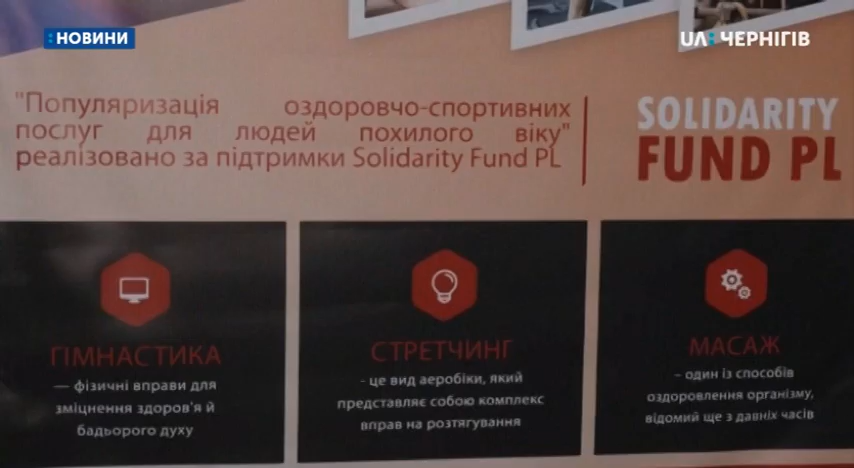 НОВИНИ
UA: ЧЕРНІГІВ
"Популяризація оздоровчо-спортивних
послуг для людей похилого віку"
реалізовано за підтримки Solidarity Fund PL
SOLIDARITY
FUND PL
ГІМНАСТИКА
— фізичні вправи для
зміцнення здоров'я й
бадьорого духу
СТРЕТЧИНГ
- це вид аеробіки, який
представляє собою комплекс
вправ на розтягування
МАСАЖ
– один із способів
оздоровлення організму,
відомий ще з давніх часів